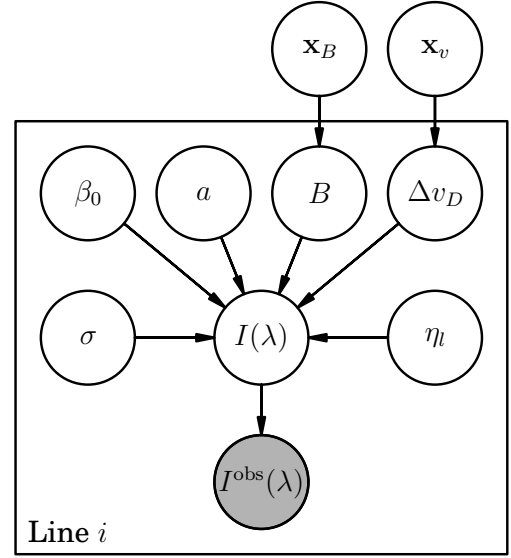 x_B x_v
β_0 a B Δv_D
σ I(λ) η_l
I^obs(λ)
Line i